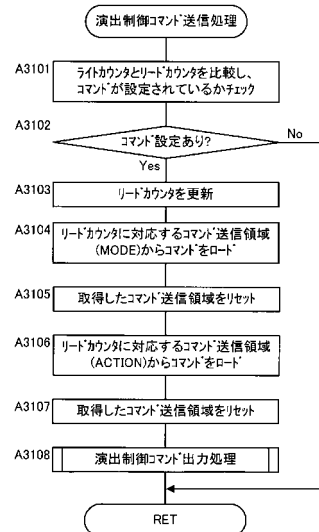 演出制御コマンド送信処理
A3101
ライトカウンタとリードカウンタを比較し、
コマンドが設定されているかチェック
A3102
コマンド設定あり?
No
Yes
A3103
リードカウンタを更新
A3104
リードカウンタに対応するコマンド送信領域
(MODE)からコマンドをロード
A3105
取得したコマンド送信領域をリセット
A3106
リードカウンタに対応するコマンド送信領域
(ACTION)からコマンドをロード
A3107
取得したコマンド送信領域をリセット
A3108
演出制御コマンド出力処理
RET